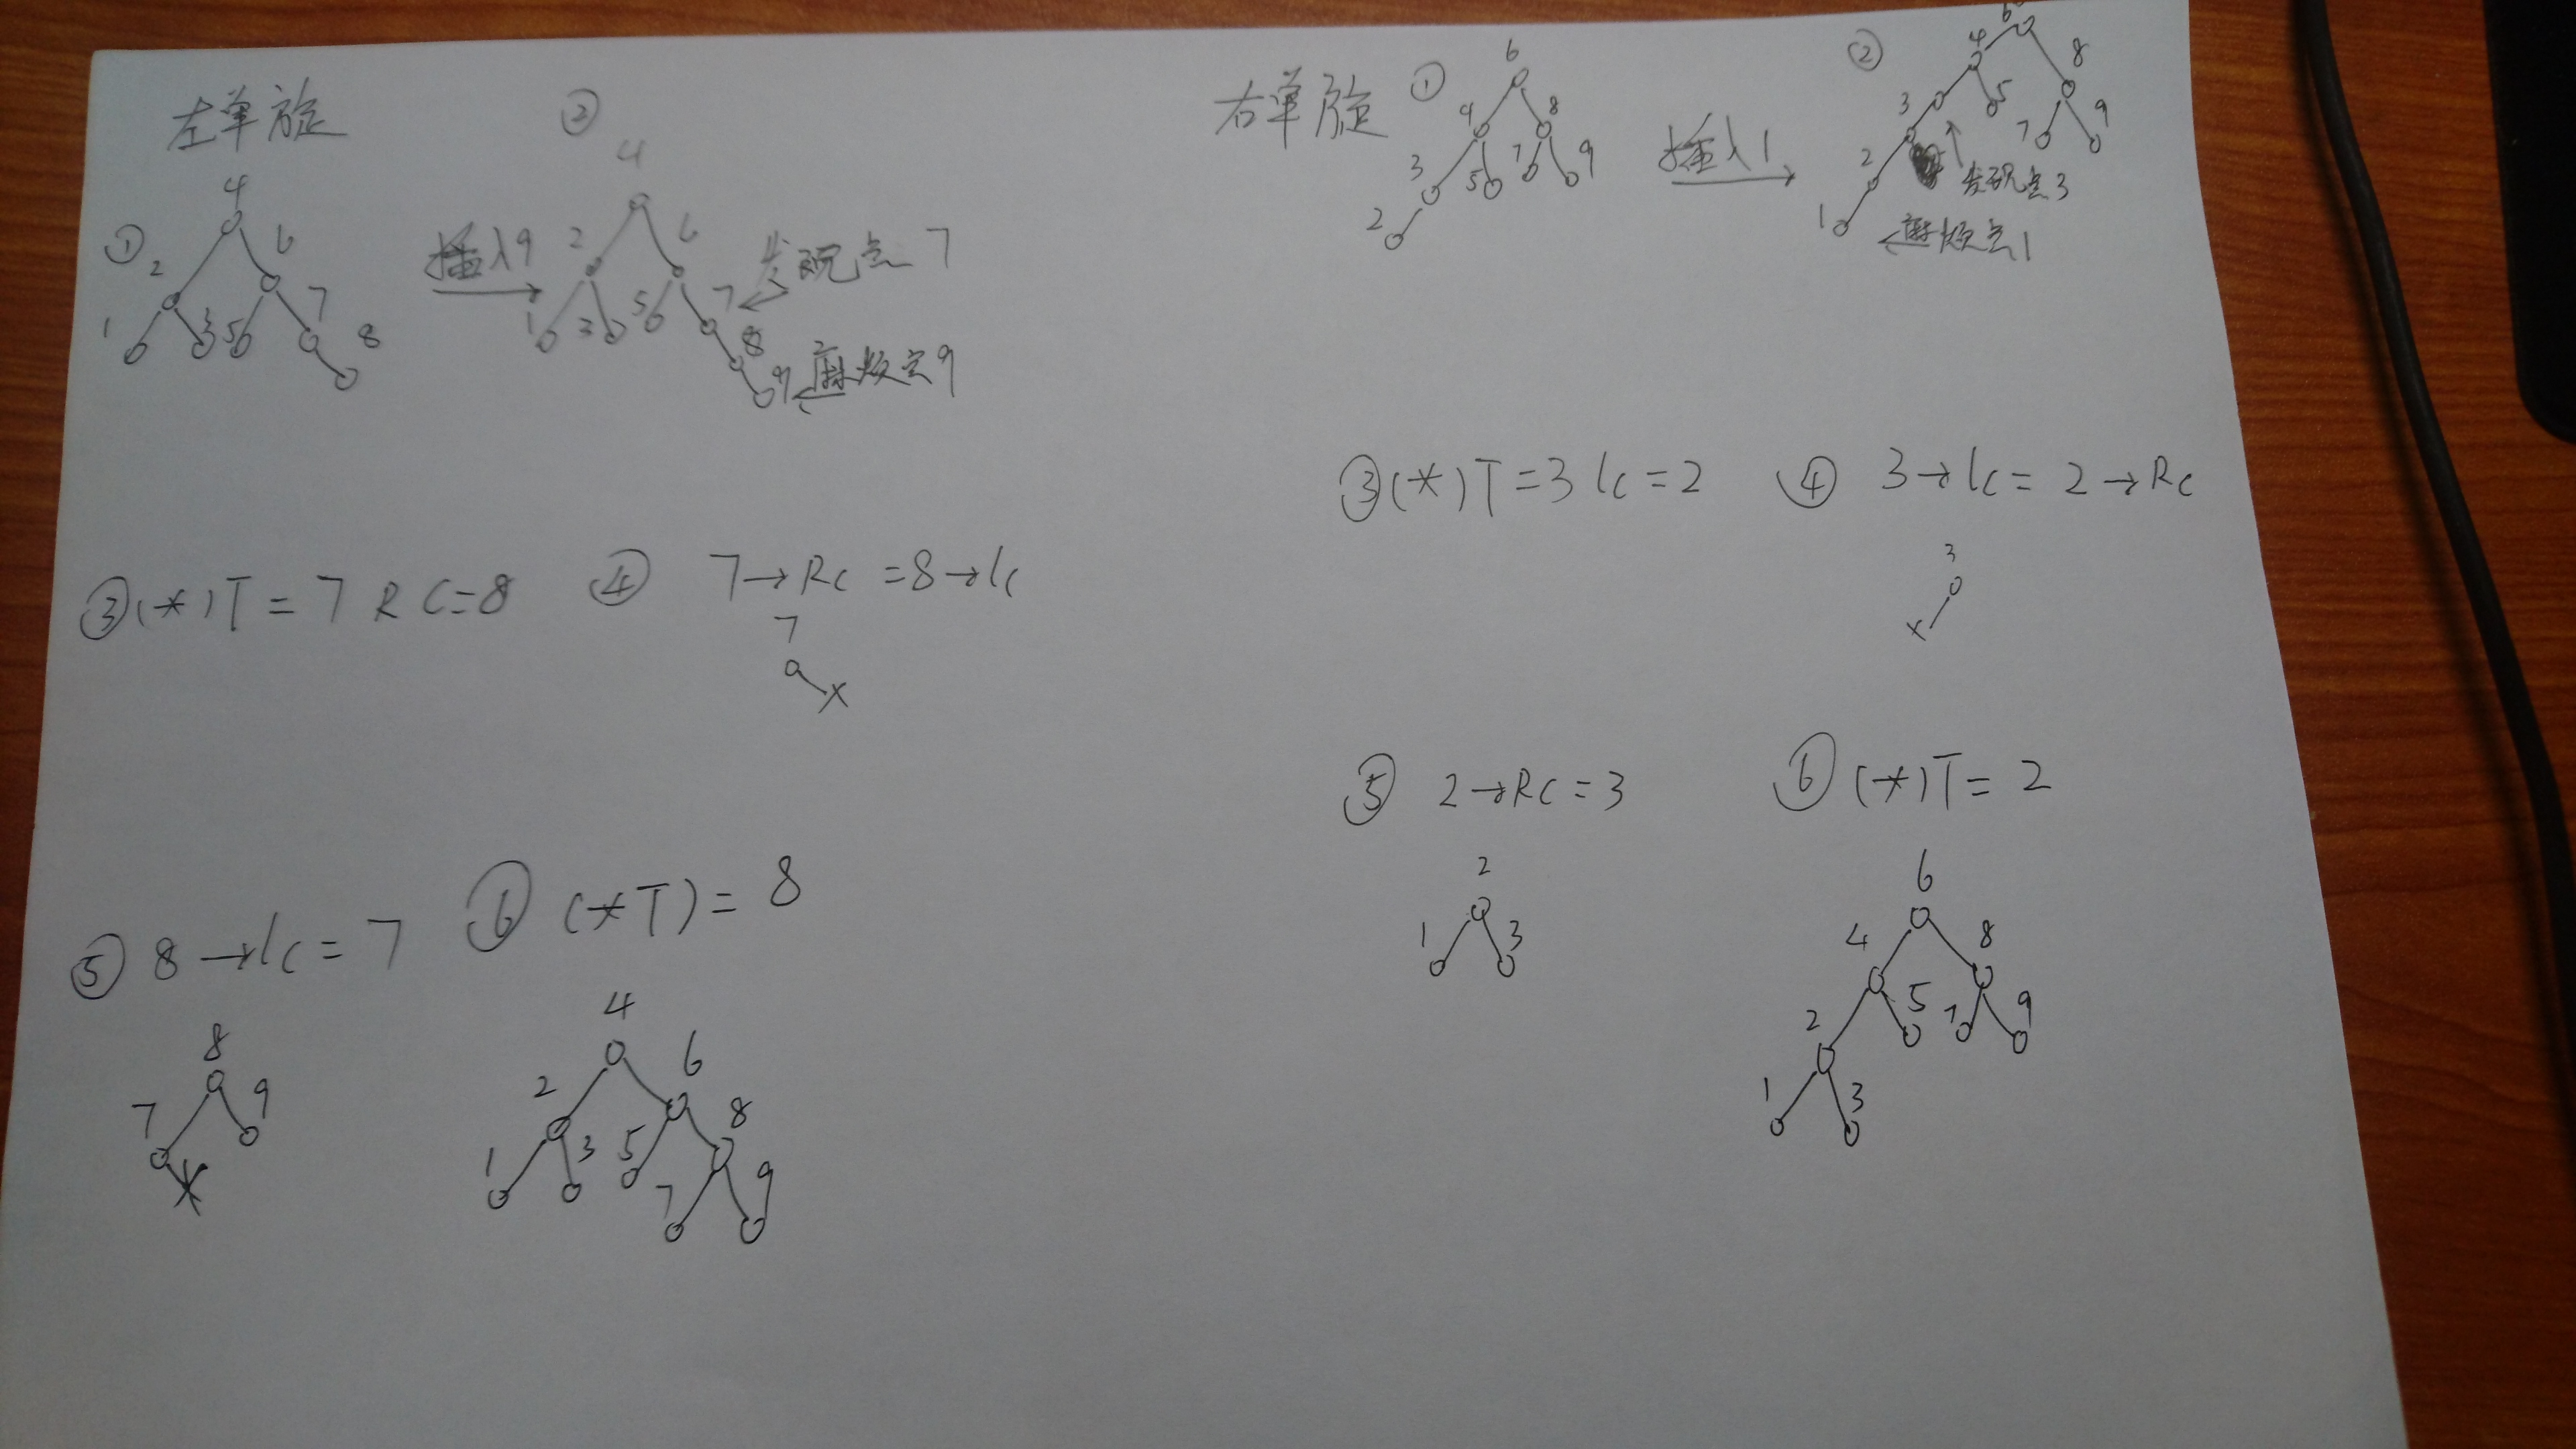 左单旋
①
4
2 6
1 3 5 7
8
插入9
②
4
2 6
1 3 5 7
8
9
发现点7
麻烦点9
③(*)T=7 RC=8
④ 7→Rc=8→lc
7
x
⑤ 8→lc=7
8
7 9
x
⑥ (*T)=8
4
2 6
1 3 5 8
7 9
右单旋
①
6
4 8
3 5 7 9
2
插入1
②
6
4 8
3 5 7 9
2
1
发现点3
麻烦点1
③(*)T=3 lc=2
④ 3→lc=2→Rc
3
x
⑤ 2→RC=3
2
1 3
⑥ (*)T=2
6
4 8
2 5 7 9
1 3